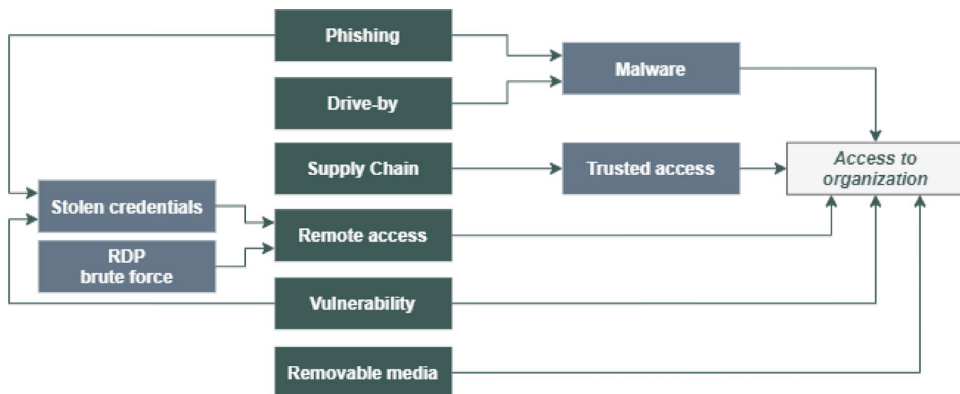 Phishing
Malware
Drive-by
Supply Chain
Trusted access
Access to
organization
Stolen credentials
Remote access
RDP
brute force
Vulnerability
Removable media